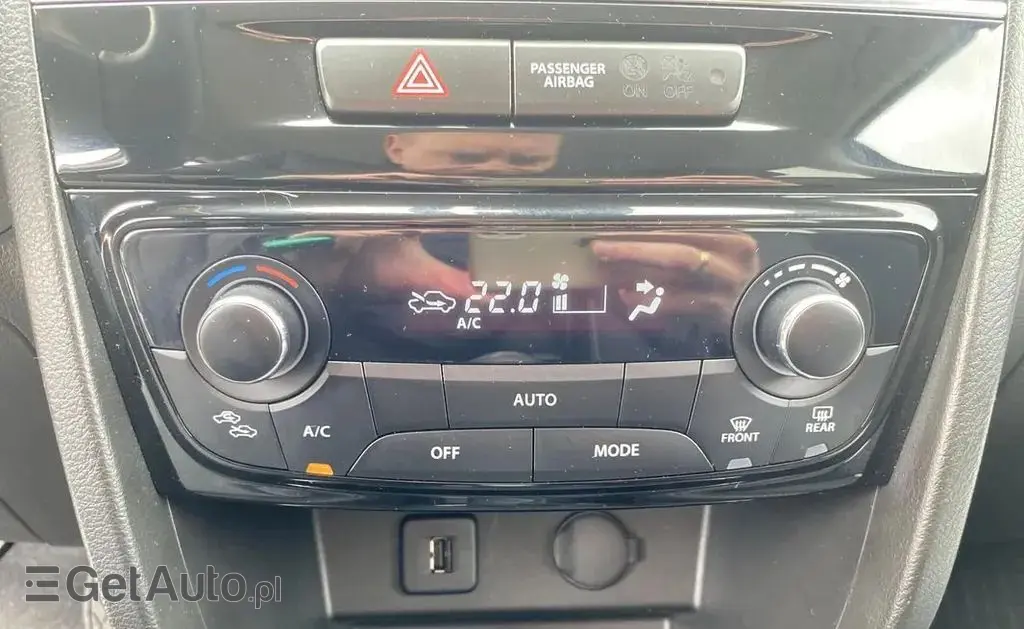 PASSENGER
AIRBAG
ON OFF
22.0
A/C
A/C
AUTO
OFF
MODE
FRONT
REAR
GetAuto.pl